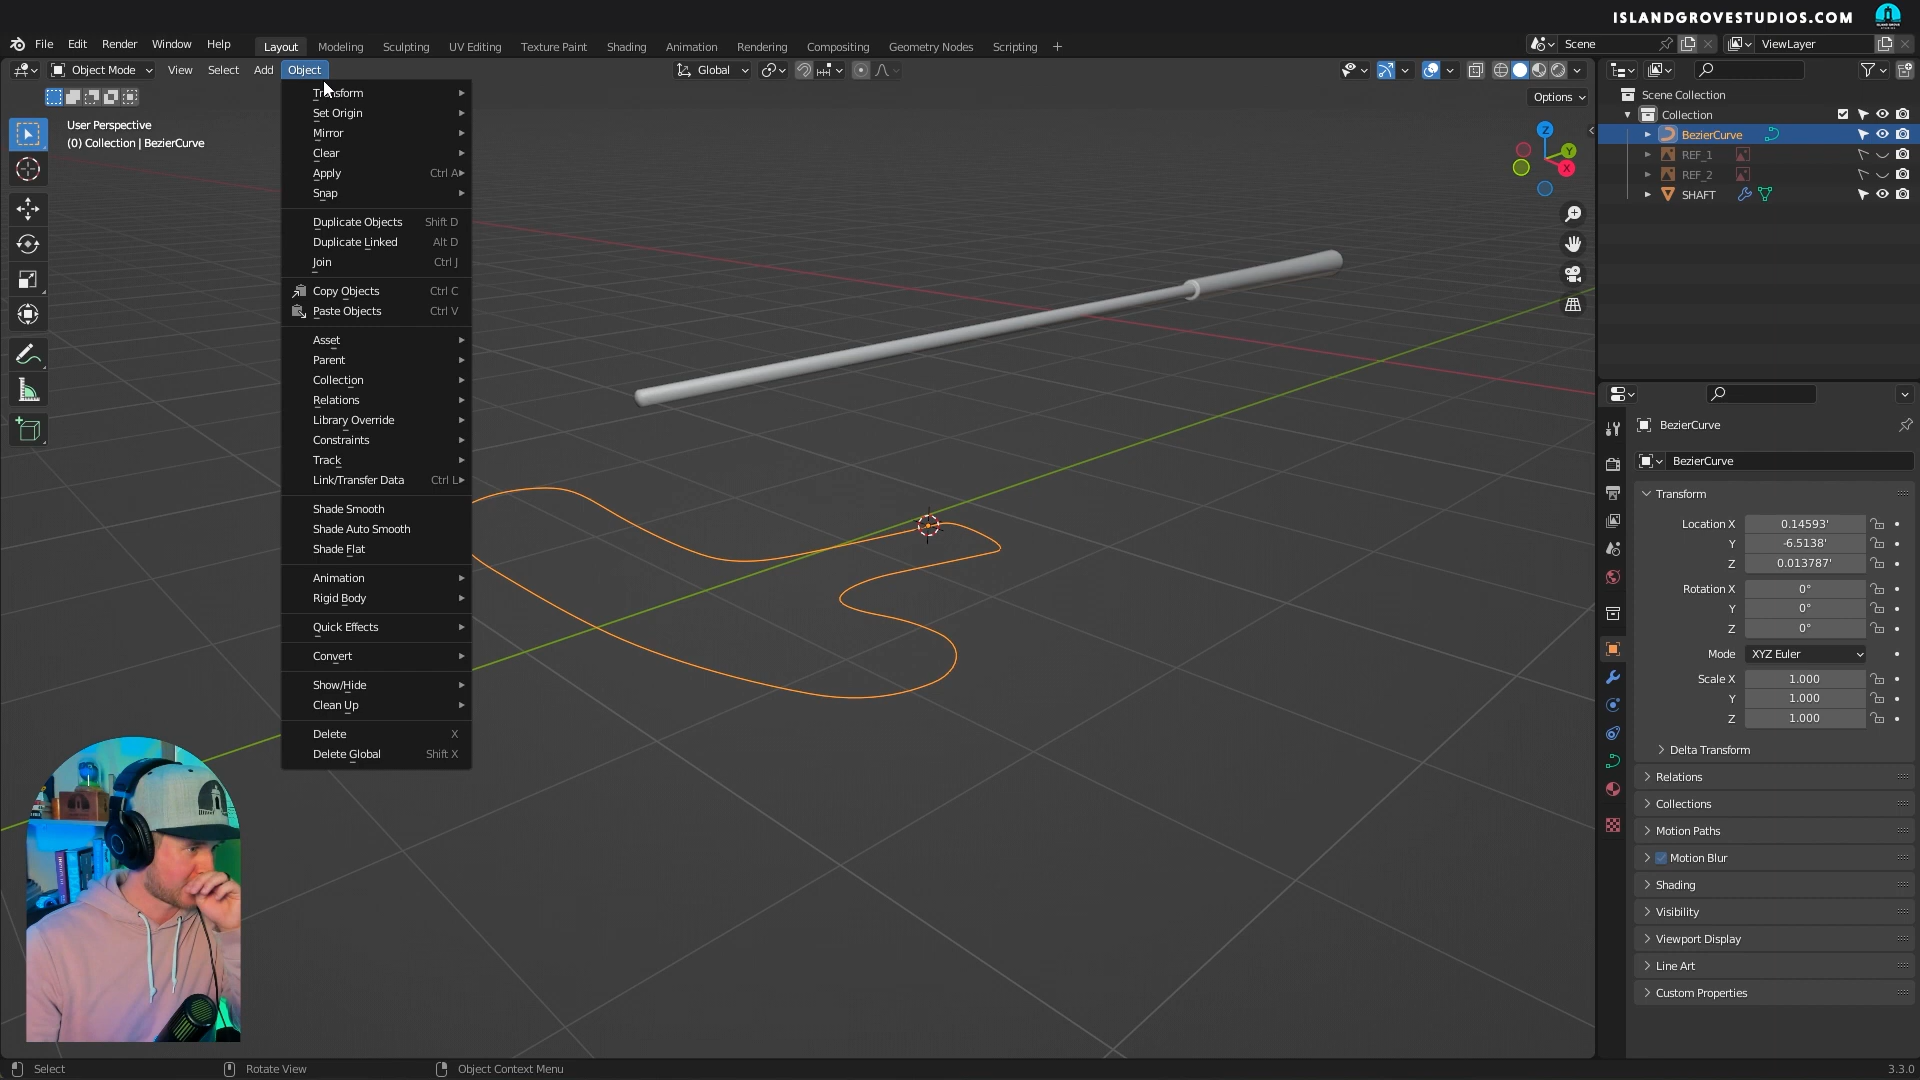 ISLANDGROVESTUDIOS.COM
File Edit Render Window Help Layout Modeling Sculpting UV Editing Texture Paint Shading Animation Rendering Compositing Geometry Nodes Scripting + Scene ViewLayer
Object Mode View Select Add Object Global
Options
User Perspective
(0) Collection | BezierCurve
Transform
Set Origin
Mirror
Clear
Apply Ctrl A
Snap
Duplicate Objects Shift D
Duplicate Linked Alt D
Join Ctrl J
Copy Objects Ctrl C
Paste Objects Ctrl V
Asset
Parent
Collection
Relations
Library Override
Constraints
Track
Link/Transfer Data Ctrl L
Shade Smooth
Shade Auto Smooth
Shade Flat
Animation
Rigid Body
Quick Effects
Convert
Show/Hide
Clean Up
Delete X
Delete Global Shift X
Z
Y
X
Scene Collection
Collection
BezierCurve
REF_1
REF_2
SHAFT
BezierCurve
BezierCurve
Transform
Location X 0.14593'
Y -6.5138'
Z 0.013787'
Rotation X 0°
Y 0°
Z 0°
Mode XYZ Euler
Scale X 1.000
Y 1.000
Z 1.000
Delta Transform
Relations
Collections
Motion Paths
Motion Blur
Shading
Visibility
Viewport Display
Line Art
Custom Properties
Select Rotate View Object Context Menu 3.3.0